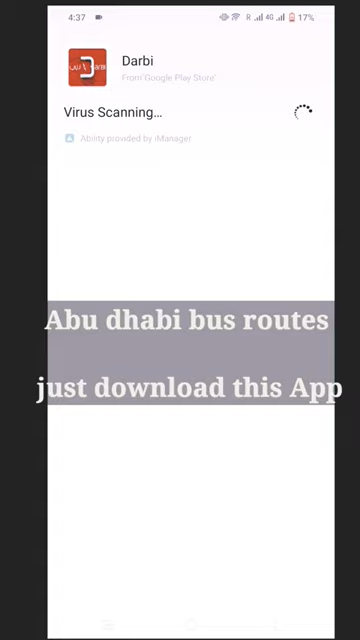 4:37
R 4G 17%
Darbi
From"Google Play Store"
Virus Scanning...
Ability provided by iManager
Abu dhabi bus routes
just download this App